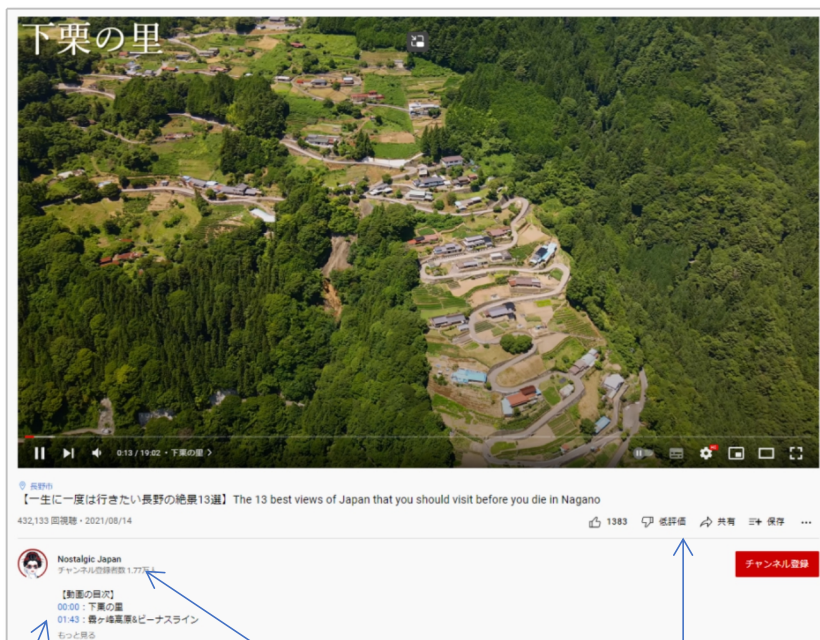 下栗の里
0:13 / 19:02 • 下栗の里
長野市
【一生に一度は行きたい長野の絶景13選】The 13 best views of Japan that you should visit before you die in Nagano
432,133 回視聴・2021/08/14
1383 低評価 共有 保存
Nostalgic Japan
チャンネル登録者数 1.77万人
チャンネル登録
【動画の目次】
00:00：下栗の里
01:43：霧ヶ峰高原&ビーナスライン
もっと見る